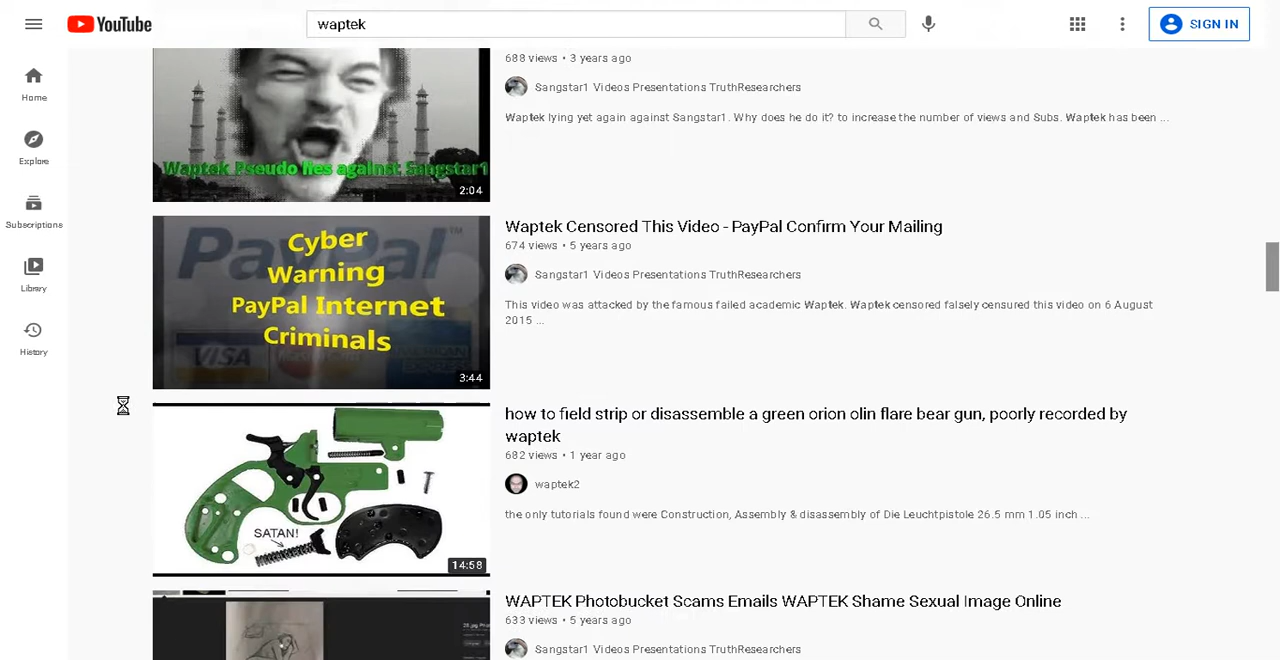 YouTube
waptek
SIGN IN
Home
Explore
Subscriptions
Library
History
Waptek Pseudo lies against Sangstar1
2:04
688 views • 3 years ago
Sangstar1 Videos Presentations TruthResearchers
Waptek lying yet again against Sangstar1. Why does he do it? to increase the number of views and Subs. Waptek has been ...
PayPal™
Cyber
Warning
PayPal Internet
Criminals
VISA
3:44
Waptek Censored This Video - PayPal Confirm Your Mailing
674 views • 5 years ago
Sangstar1 Videos Presentations TruthResearchers
This video was attacked by the famous failed academic Waptek. Waptek censored falsely censured this video on 6 August
2015 ...
SATAN!
14:58
how to field strip or disassemble a green orion olin flare bear gun, poorly recorded by
waptek
682 views • 1 year ago
waptek2
the only tutorials found were Construction, Assembly & disassembly of Die Leuchtpistole 26.5 mm 1.05 inch ...
WAPTEK Photobucket Scams Emails WAPTEK Shame Sexual Image Online
633 views • 5 years ago
Sangstar1 Videos Presentations TruthResearchers